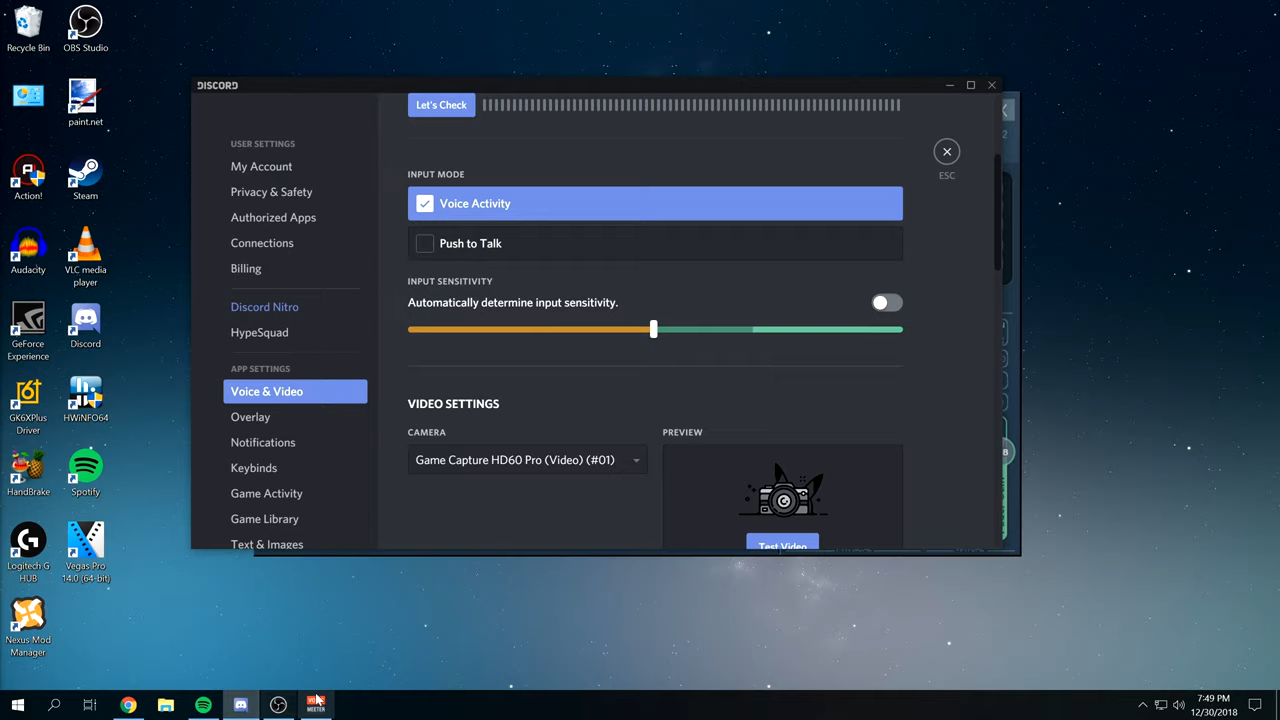 Recycle Bin
OBS Studio
paint.net
Action!
Steam
Audacity
VLC media
player
GeForce
Experience
Discord
GK6XPlus
Driver
HWiNFO64
HandBrake
Spotify
Logitech G
HUB
Vegas Pro
14.0 (64-bit)
Nexus Mod
Manager
DISCORD
USER SETTINGS
My Account
Privacy & Safety
Authorized Apps
Connections
Billing
Discord Nitro
HypeSquad
APP SETTINGS
Voice & Video
Overlay
Notifications
Keybinds
Game Activity
Game Library
Text & Images
Let's Check
ESC
INPUT MODE
Voice Activity
Push to Talk
INPUT SENSITIVITY
Automatically determine input sensitivity.
VIDEO SETTINGS
CAMERA
PREVIEW
Game Capture HD60 Pro (Video) (#01)
Test Video
MEETER
7:49 PM
12/30/2018